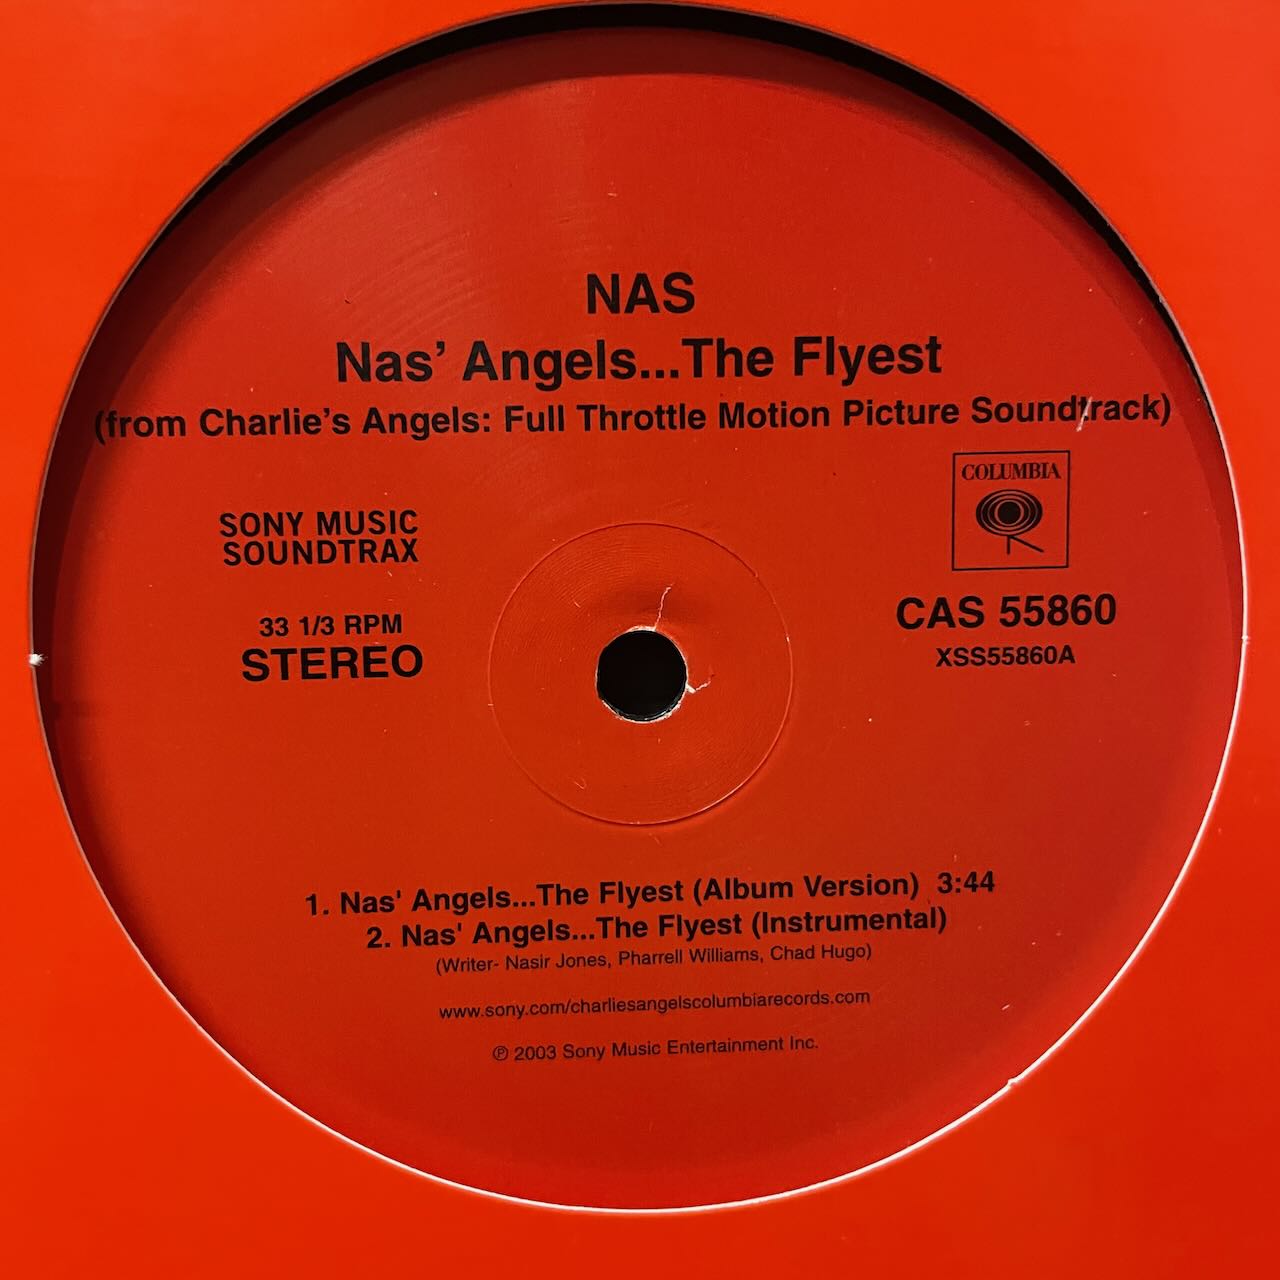 NAS
Nas' Angels...The Flyest
(from Charlie's Angels: Full Throttle Motion Picture Soundtrack)
SONY MUSIC
SOUNDTRAX
33 1/3 RPM
STEREO
COLUMBIA
CAS 55860
XSS55860A
1. Nas' Angels...The Flyest (Album Version) 3:44
2. Nas' Angels...The Flyest (Instrumental)
(Writer- Nasir Jones, Pharrell Williams, Chad Hugo)
www.sony.com/charliesangelscolumbiarecords.com
℗ 2003 Sony Music Entertainment Inc.